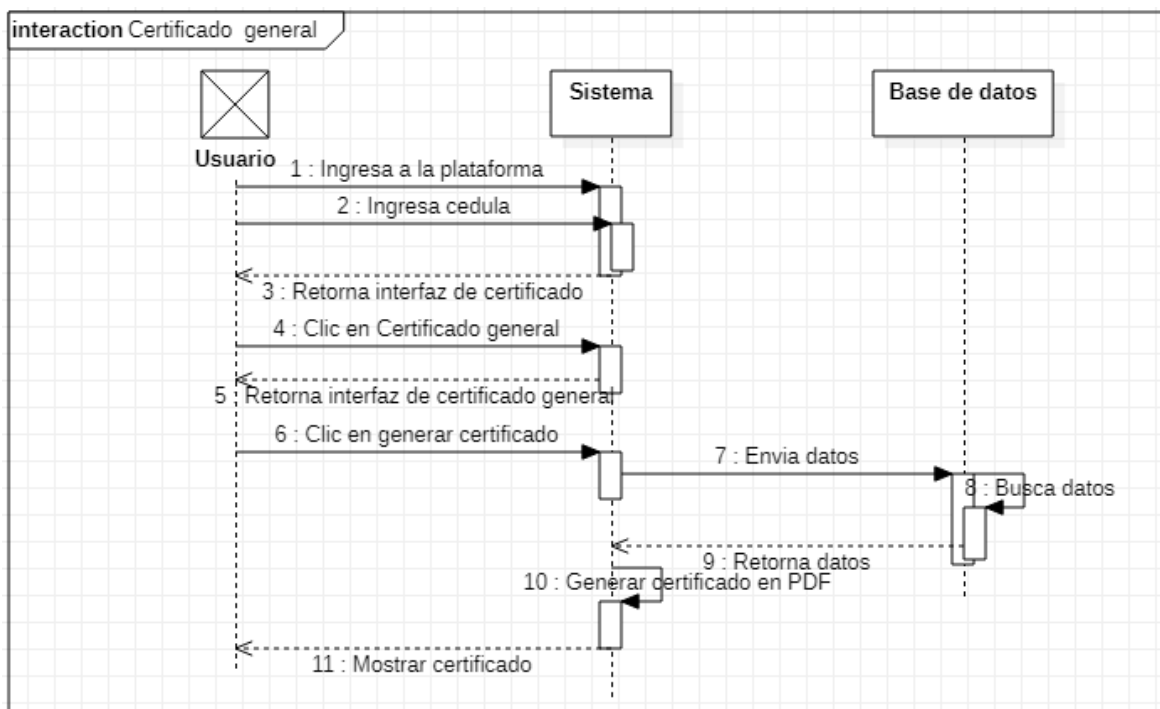 interaction Certificado general
Sistema
Base de datos
Usuario
1 : Ingresa a la plataforma
2 : Ingresa cedula
3 : Retorna interfaz de certificado
4 : Clic en Certificado general
5 : Retorna interfaz de certificado general
6 : Clic en generar certificado
7 : Envia datos
8 : Busca datos
9 : Retorna datos
10 : Generar certificado en PDF
11 : Mostrar certificado